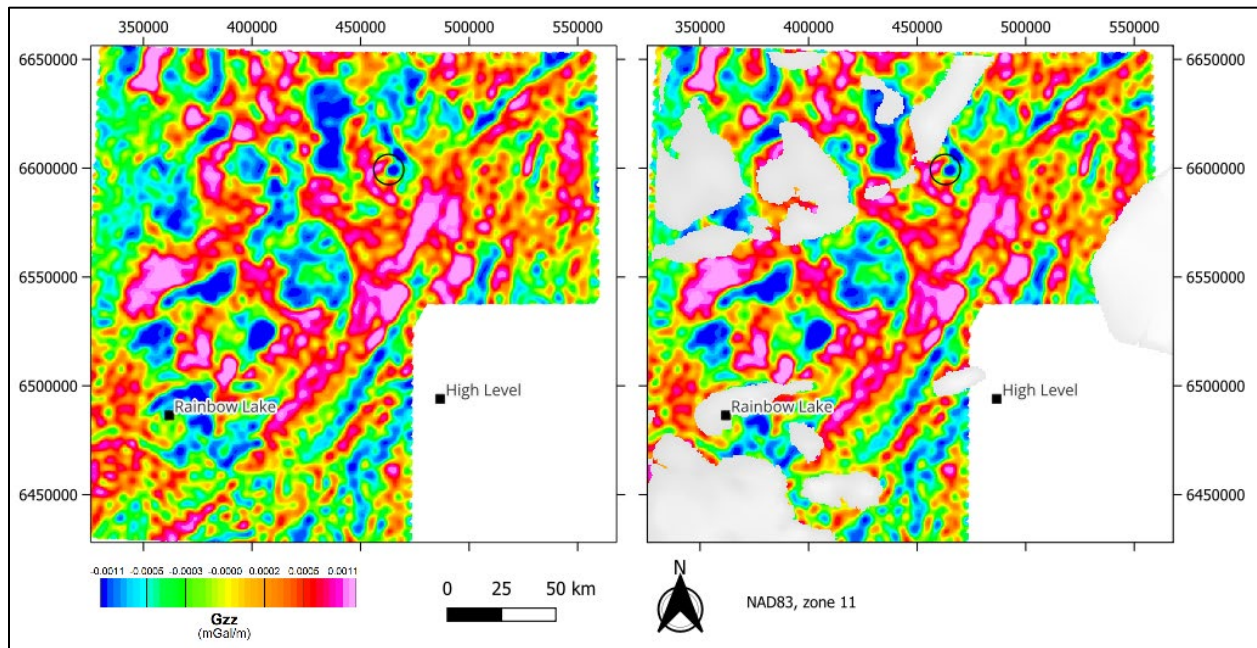 350000 400000 450000 500000 550000 350000 400000 450000 500000 550000
6650000 6650000
6600000 6600000
6550000 6550000
6500000 6500000
High Level High Level
Rainbow Lake Rainbow Lake
6450000 6450000
-0.0011 -0.0005 -0.0003 -0.0000 0.0002 0.0005 0.0011
Gzz
(mGal/m)
0 25 50 km
N
NAD83, zone 11